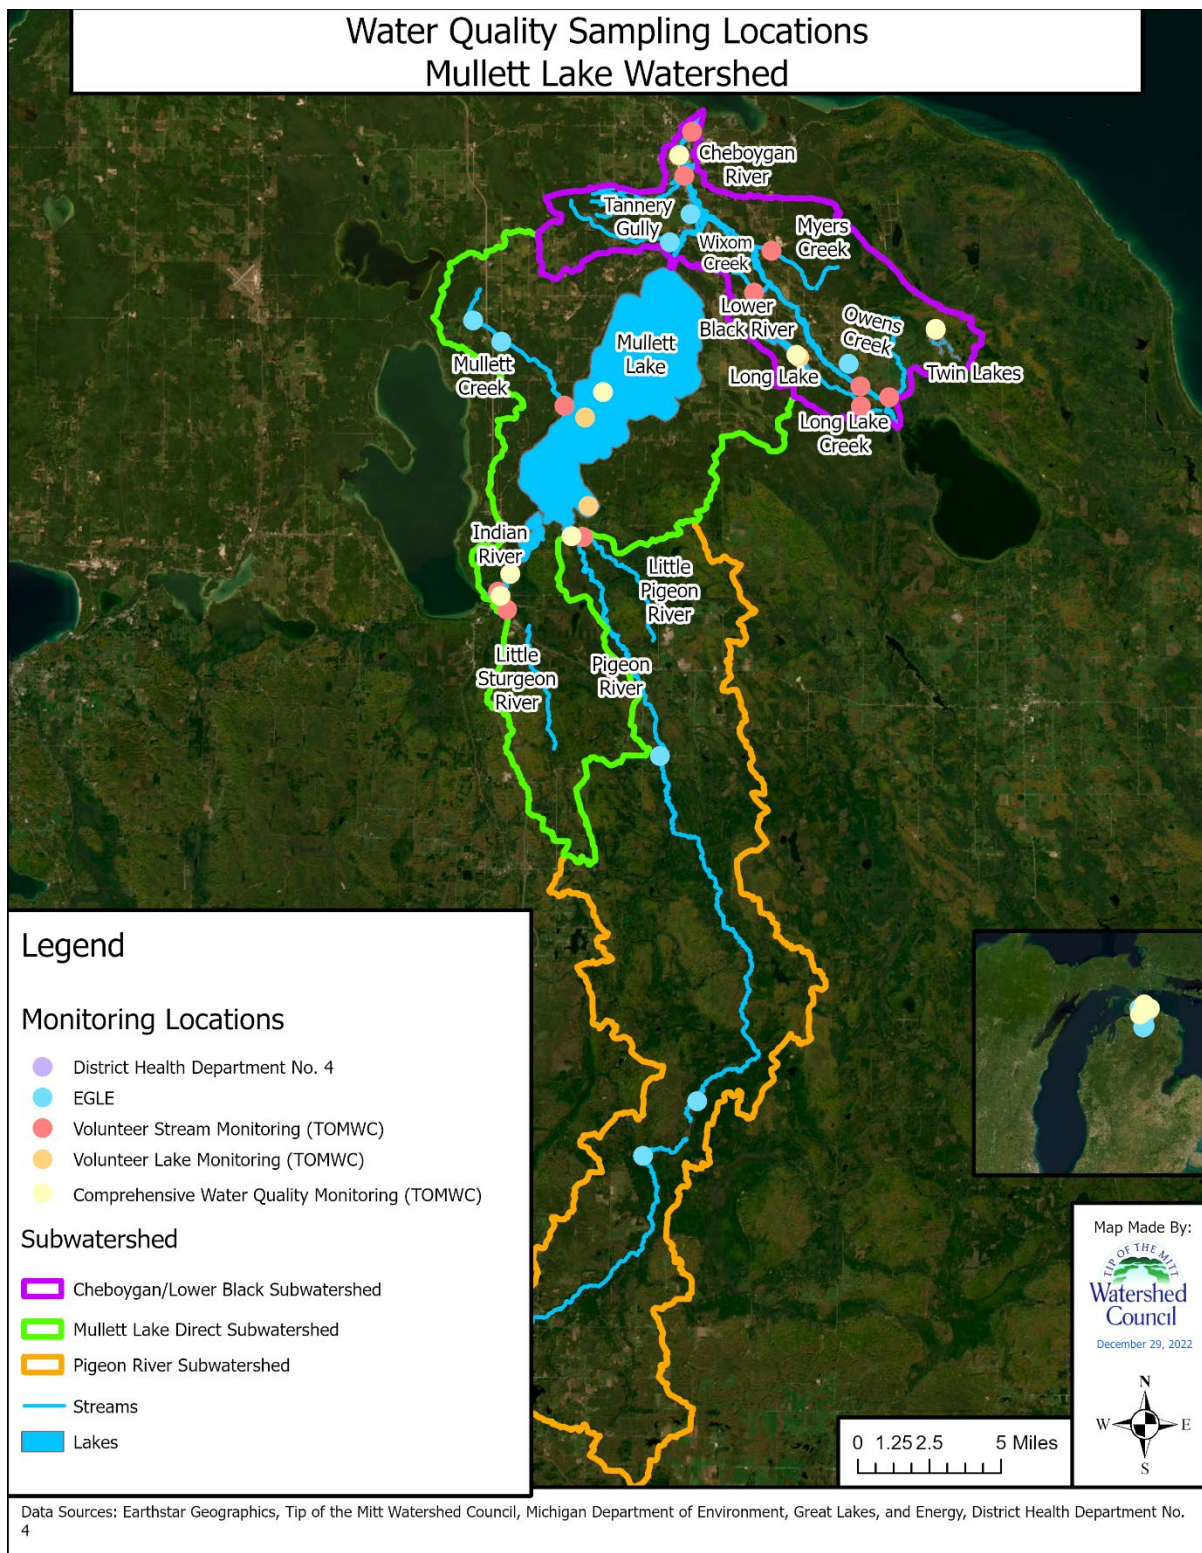 Water Quality Sampling Locations
Mullett Lake Watershed
Cheboygan
River
Tannery
Gully
Myers
Creek
Wixom
Creek
Lower
Black River
Owens
Creek
Mullett
Lake
Mullett
Creek
Long Lake
Twin Lakes
Long Lake
Creek
Indian
River
Little
Pigeon
River
Little
Sturgeon
River
Pigeon
River
Legend
Monitoring Locations
District Health Department No. 4
EGLE
Volunteer Stream Monitoring (TOMWC)
Volunteer Lake Monitoring (TOMWC)
Comprehensive Water Quality Monitoring (TOMWC)
Subwatershed
Cheboygan/Lower Black Subwatershed
Mullett Lake Direct Subwatershed
Pigeon River Subwatershed
Streams
Lakes
0 1.25 2.5 5 Miles
Map Made By:
TIP OF THE MITT
Watershed
Council
December 29, 2022
N
W E
S
Data Sources: Earthstar Geographics, Tip of the Mitt Watershed Council, Michigan Department of Environment, Great Lakes, and Energy, District Health Department No.
4